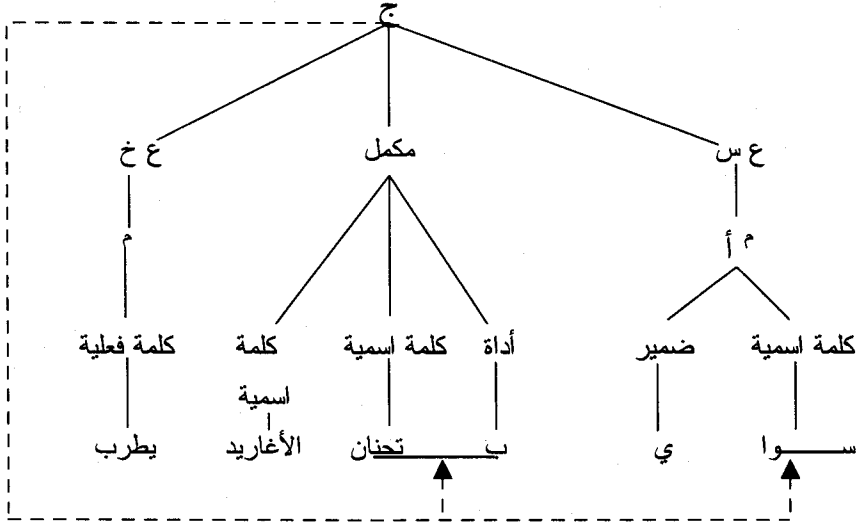 ج
ع س مكمل ع خ
م أ م
كلمة اسمية ضمير أداة كلمة اسمية كلمة كلمة فعلية
اسمية
سوا ي ب تحنان الأغاريد يطرب